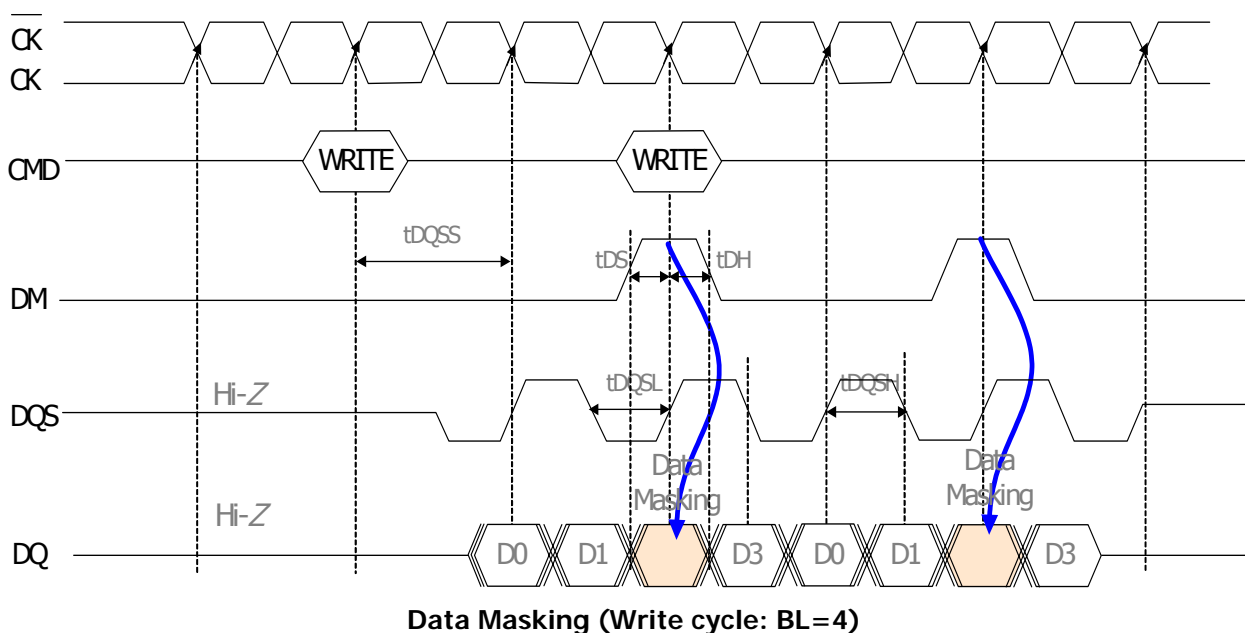 CK
CK
CMD
WRITE
WRITE
tDQSS
tDS
tDH
DM
Hi-Z
tDQSL
tDQSH
DQS
Data
Masking
Data
Masking
Hi-Z
DQ
D0
D1
D3
D0
D1
D3
Data Masking (Write cycle: BL=4)